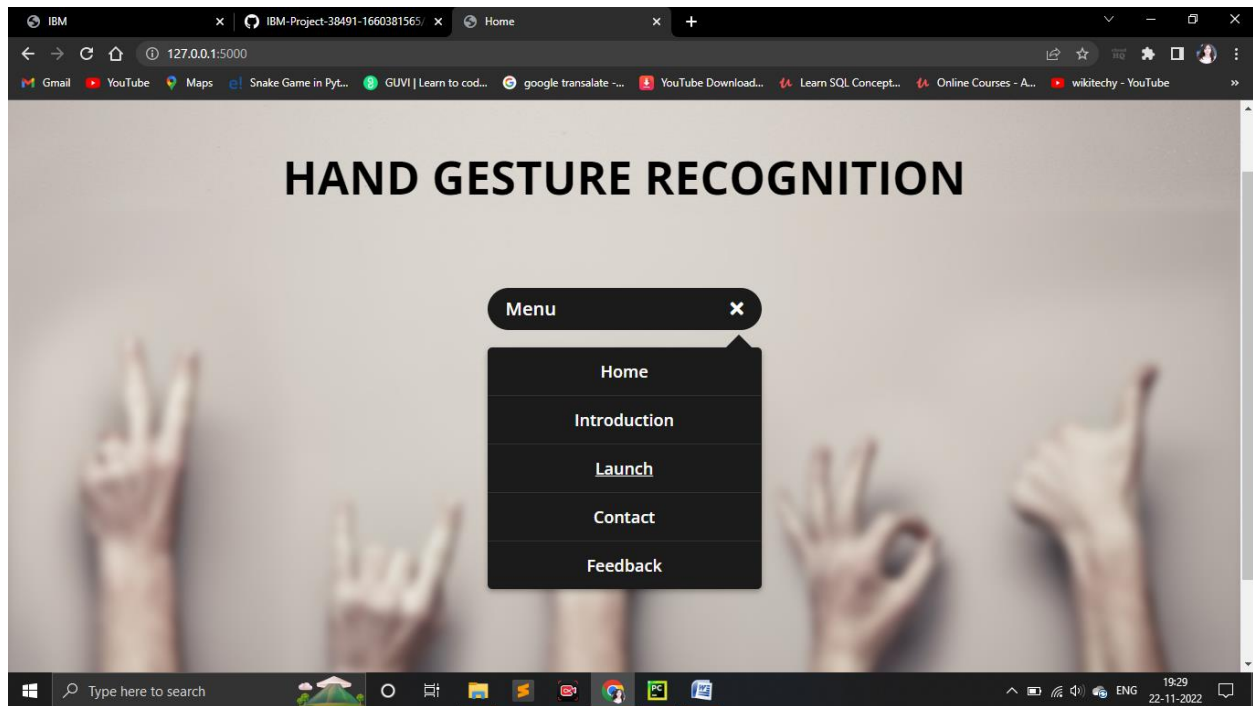 IBM
IBM-Project-38491-1660381565/
Home
127.0.0.1:5000
Gmail
YouTube
Maps
Snake Game in Pyt...
GUVI | Learn to cod...
google transalate -...
YouTube Download...
Learn SQL Concept...
Online Courses - A...
wikitechy - YouTube
HAND GESTURE RECOGNITION
Menu
Home
Introduction
Launch
Contact
Feedback
Type here to search
PC
ENG
19:29
22-11-2022